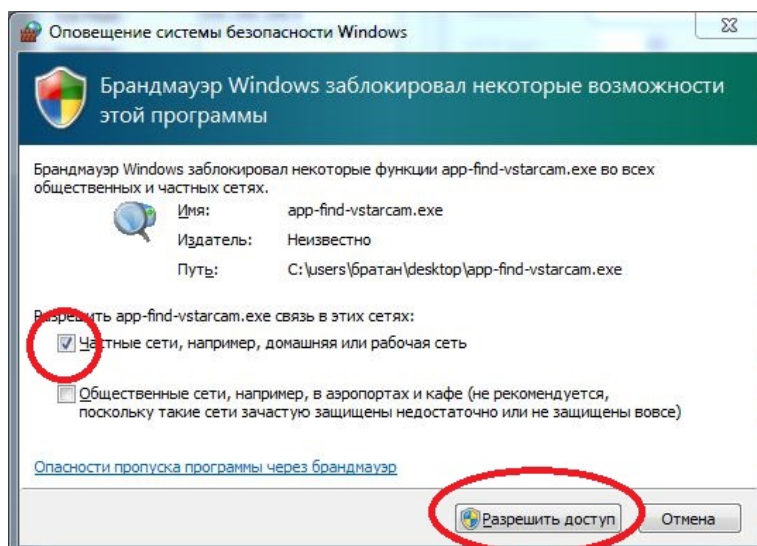 Оповещение системы безопасности Windows
Брандмауэр Windows заблокировал некоторые возможности
этой программы
Брандмауэр Windows заблокировал некоторые функции app-find-vstarcam.exe во всех
общественных и частных сетях.
Имя: app-find-vstarcam.exe
Издатель: Неизвестно
Путь: C:\users\братан\desktop\app-find-vstarcam.exe
Разрешить app-find-vstarcam.exe связь в этих сетях:
Частные сети, например, домашняя или рабочая сеть
Общественные сети, например, в аэропортах и кафе (не рекомендуется,
поскольку такие сети зачастую защищены недостаточно или не защищены вовсе)
Опасности пропуска программы через брандмауэр
Разрешить доступ Отмена